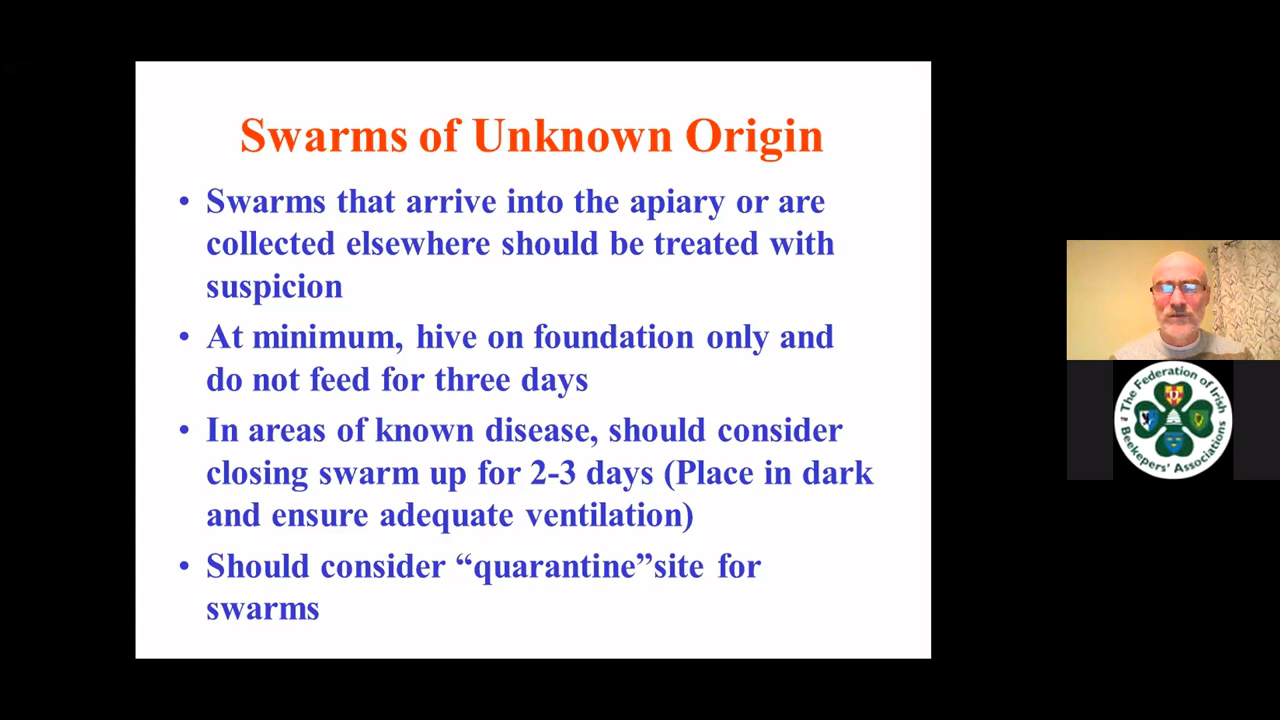 Swarms of Unknown Origin
• Swarms that arrive into the apiary or are
collected elsewhere should be treated with
suspicion
• At minimum, hive on foundation only and
do not feed for three days
• In areas of known disease, should consider
closing swarm up for 2-3 days (Place in dark
and ensure adequate ventilation)
• Should consider “quarantine”site for
swarms
The Federation of Irish
Beekepers' Associations